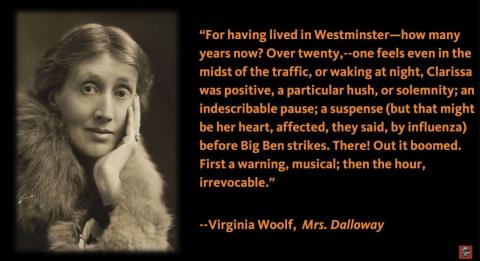 “For having lived in Westminster—how many
years now? Over twenty,--one feels even in the
midst of the traffic, or waking at night, Clarissa
was positive, a particular hush, or solemnity; an
indescribable pause; a suspense (but that might
be her heart, affected, they said, by influenza)
before Big Ben strikes. There! Out it boomed.
First a warning, musical; then the hour,
irrevocable.”
--Virginia Woolf, Mrs. Dalloway